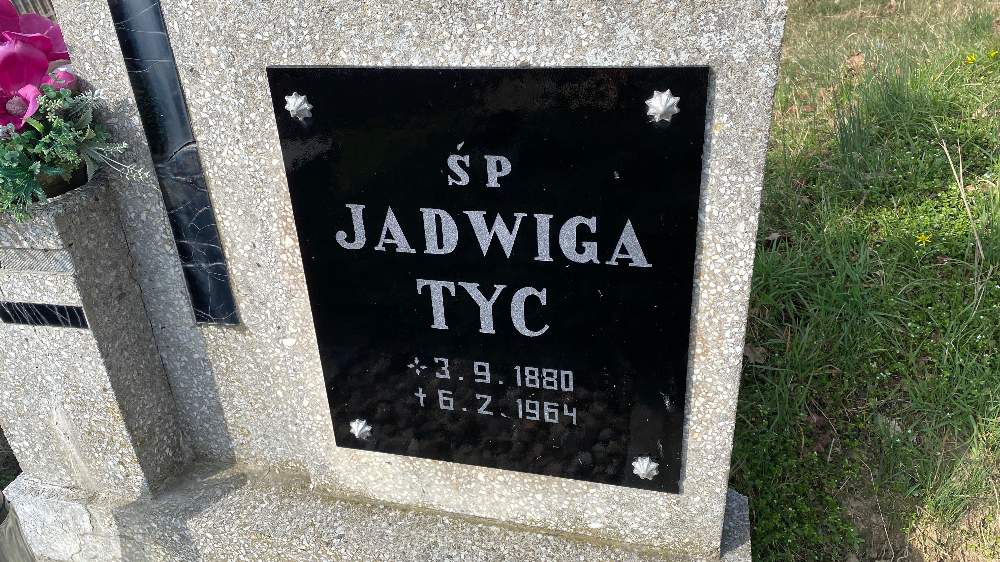 ŚP
JADWIGA
TYC
✢ 3.9.1880
✝ 6.2.1964